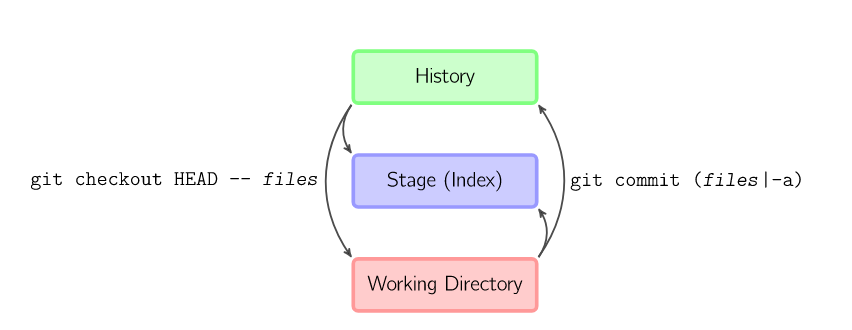 History
git checkout HEAD -- files
Stage (Index)
git commit (files|-a)
Working Directory